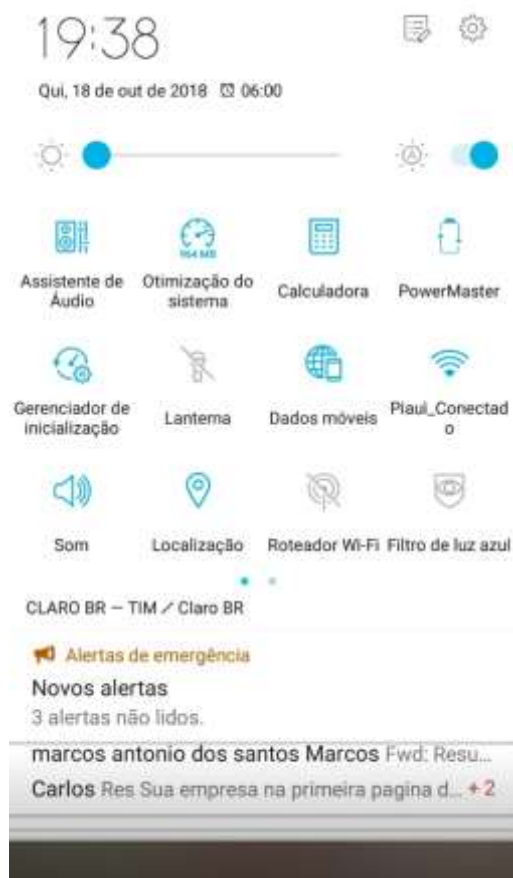 19:38
Qui, 18 de out de 2018 06:00
964 MB
Assistente de Áudio
Otimização do sistema
Calculadora
PowerMaster
Gerenciador de inicialização
Lanterna
Dados móveis
Piauí_Conectado
Som
Localização
Roteador Wi-Fi
Filtro de luz azul
CLARO BR — TIM / Claro BR
Alertas de emergência
Novos alertas
3 alertas não lidos.
marcos antonio dos santos Marcos Fwd: Resu...
Carlos Res Sua empresa na primeira pagina d... + 2